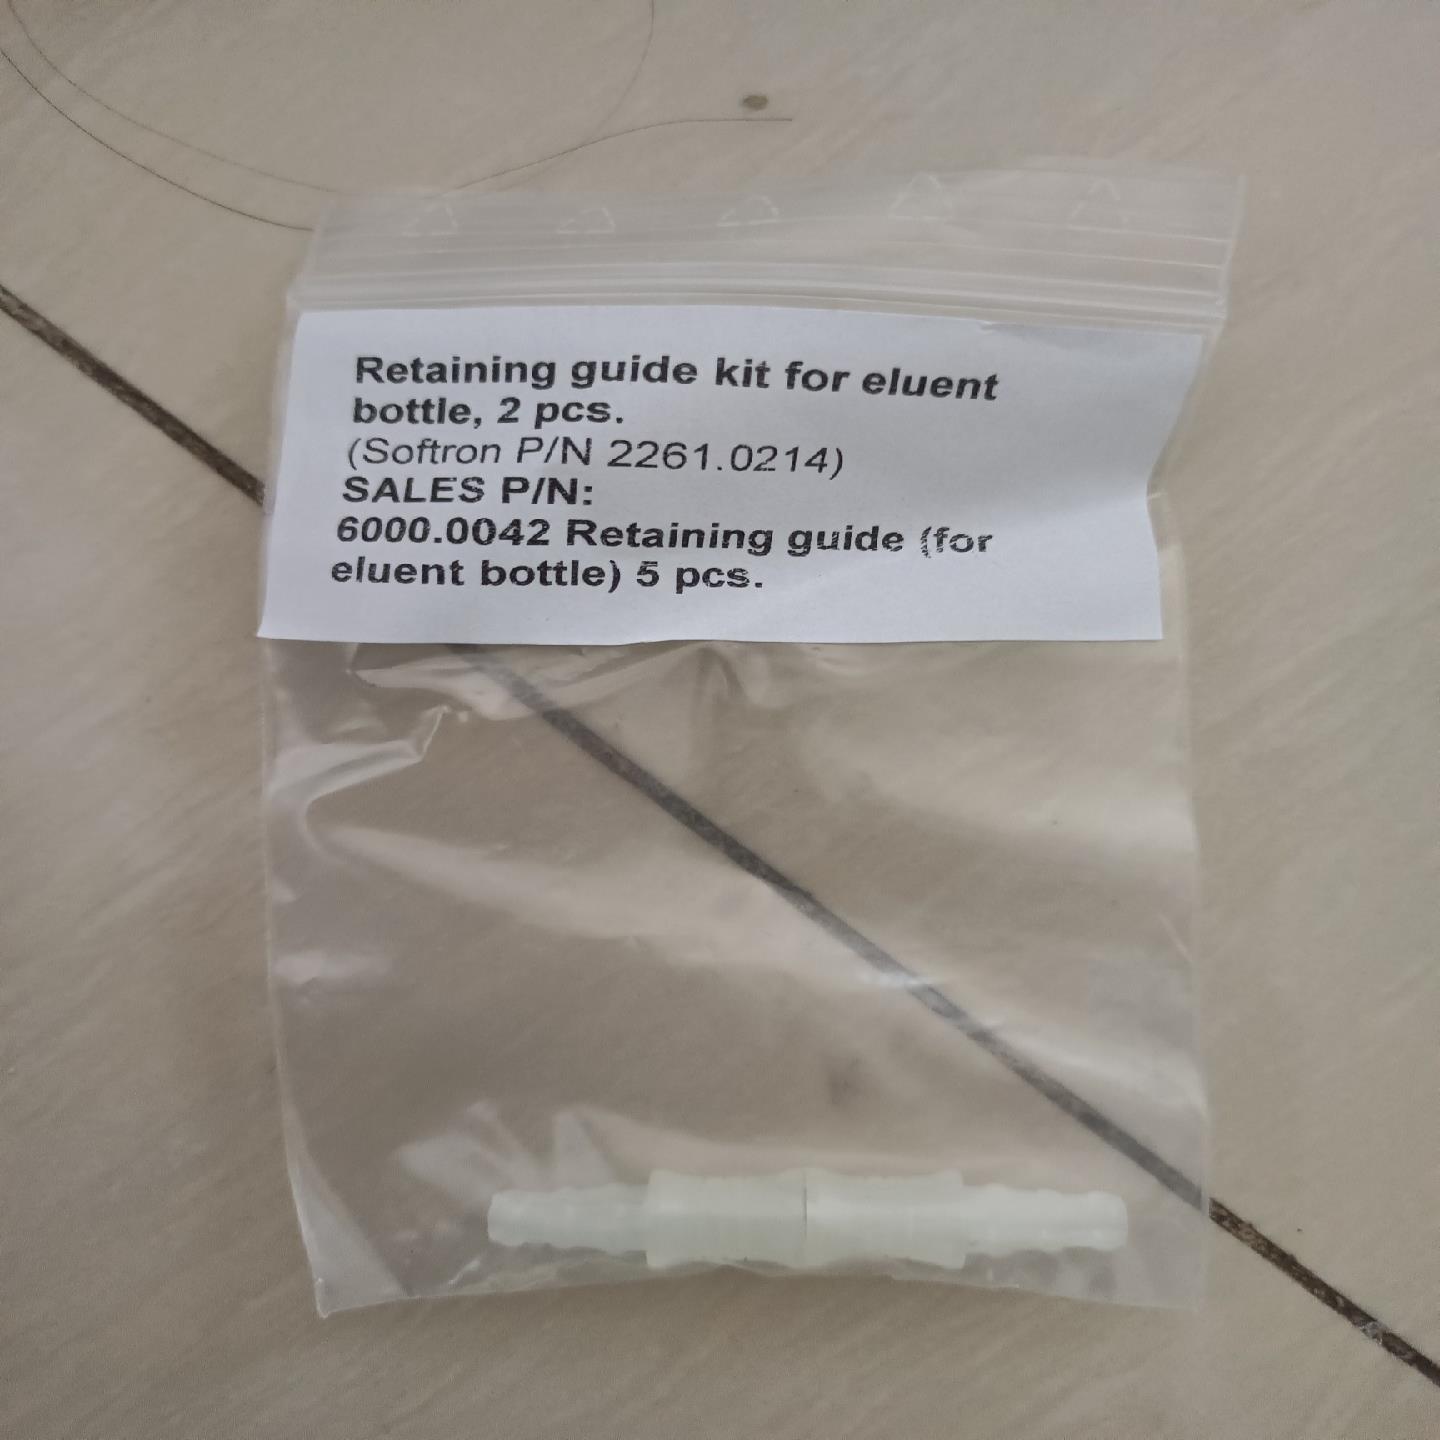 Retaining guide kit for eluent
bottle, 2 pcs.
(Softron P/N 2261.0214)
SALES P/N:
6000.0042 Retaining guide (for
eluent bottle) 5 pcs.